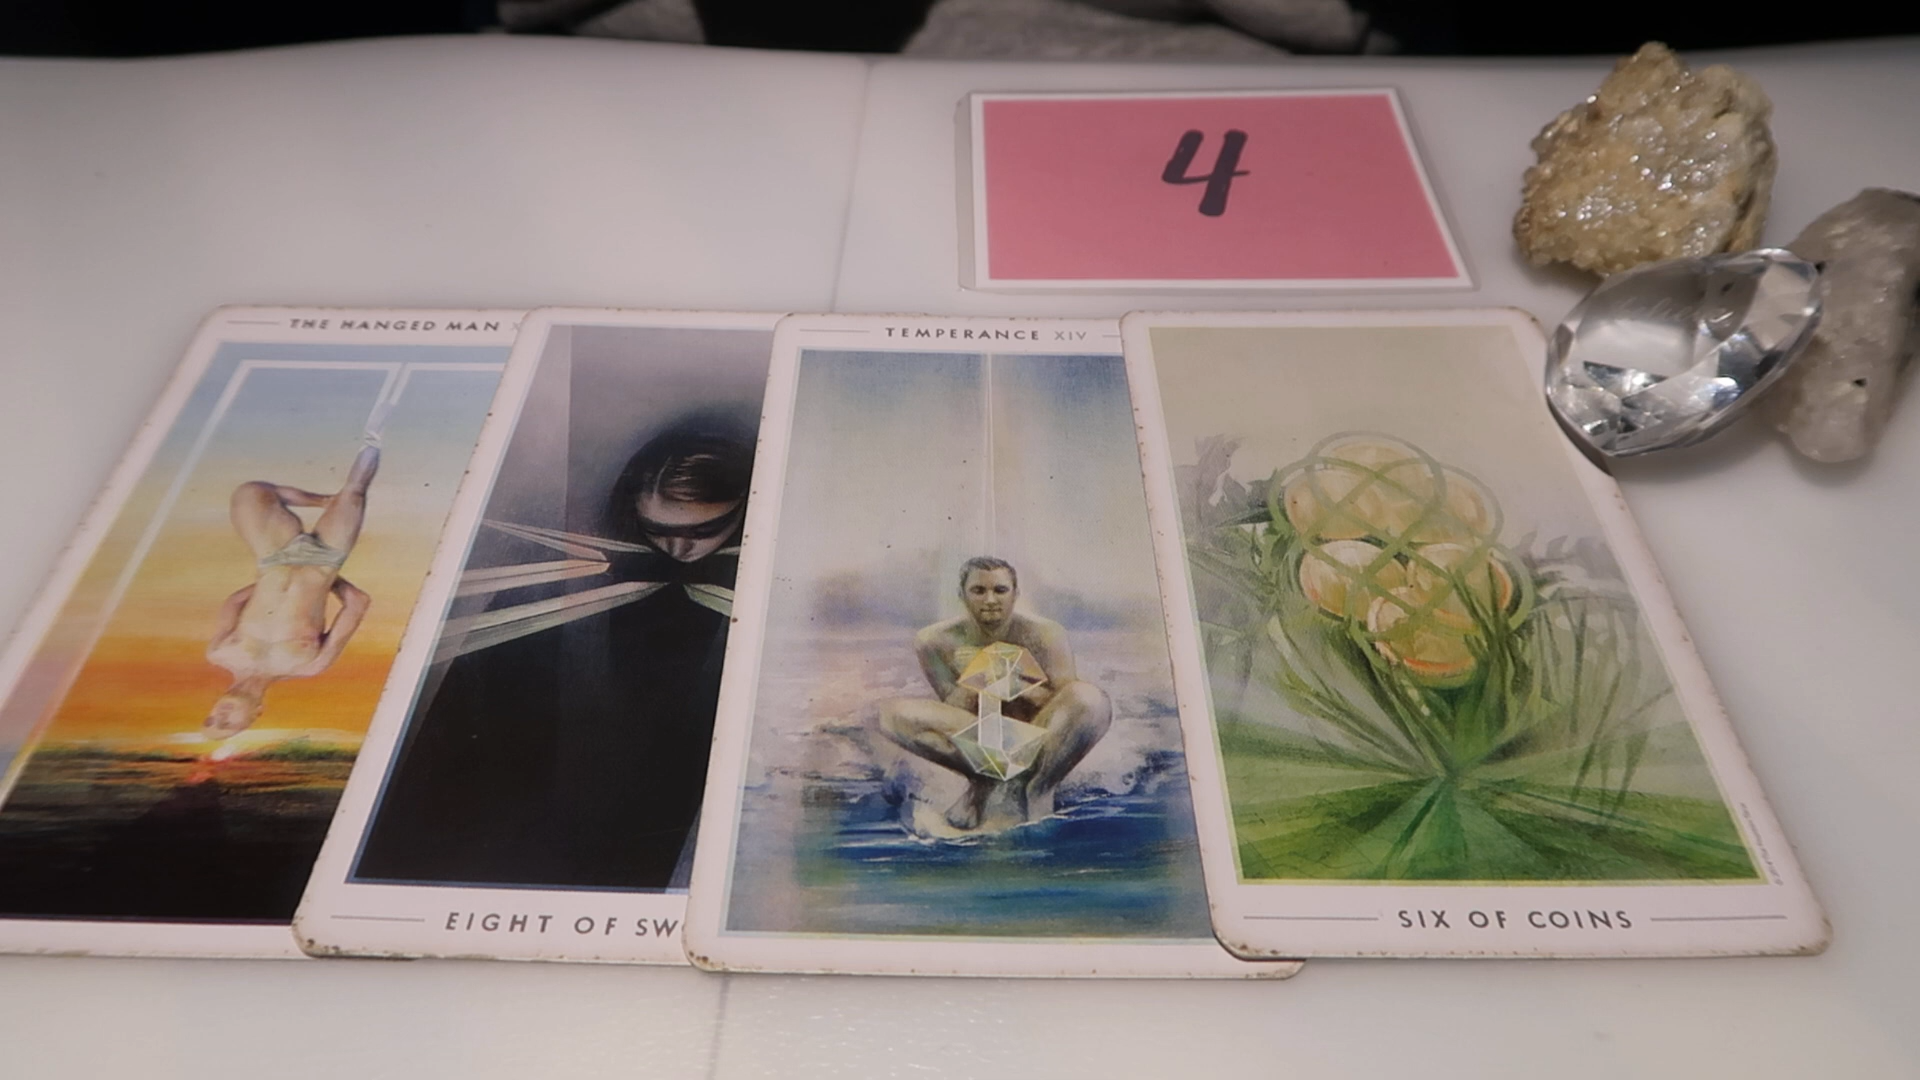 4
THE HANGED MAN
TEMPERANCE XIV
EIGHT OF SW
SIX OF COINS